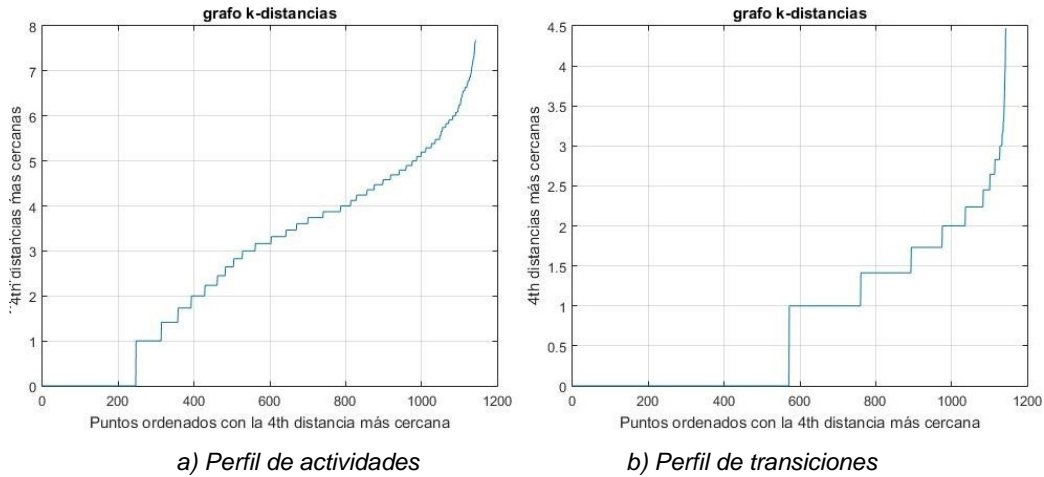 grafo k-distancias
8
7
6
5
4
3
2
1
0
0 200 400 600 800 1000 1200
4th distancias mas cercanas
Puntos ordenados con la 4th distancia más cercana
a) Perfil de actividades
grafo k-distancias
4.5
4
3.5
3
2.5
2
1.5
1
0.5
0
0 200 400 600 800 1000 1200
4th distancias más cercanas
Puntos ordenados con la 4th distancia más cercana
b) Perfil de transiciones